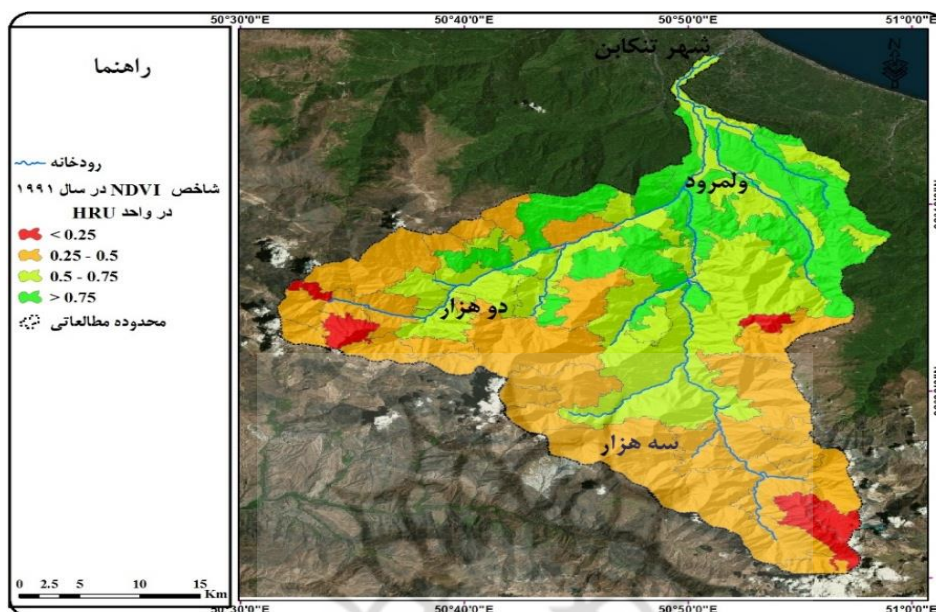 50°30'0"E 50°40'0"E 50°50'0"E 51°0'0"E
راهنما
رودخانه
شاخص NDVI در سال ۱۹۹۱
در واحد HRU
< 0.25
0.25 - 0.5
0.5 - 0.75
> 0.75
محدوده مطالعاتی
شهر تنکابن
ولمرود
دو هزار
سه هزار
0 2.5 5 10 15
Km
50°30'0"E 50°40'0"E 50°50'0"E 51°0'0"E